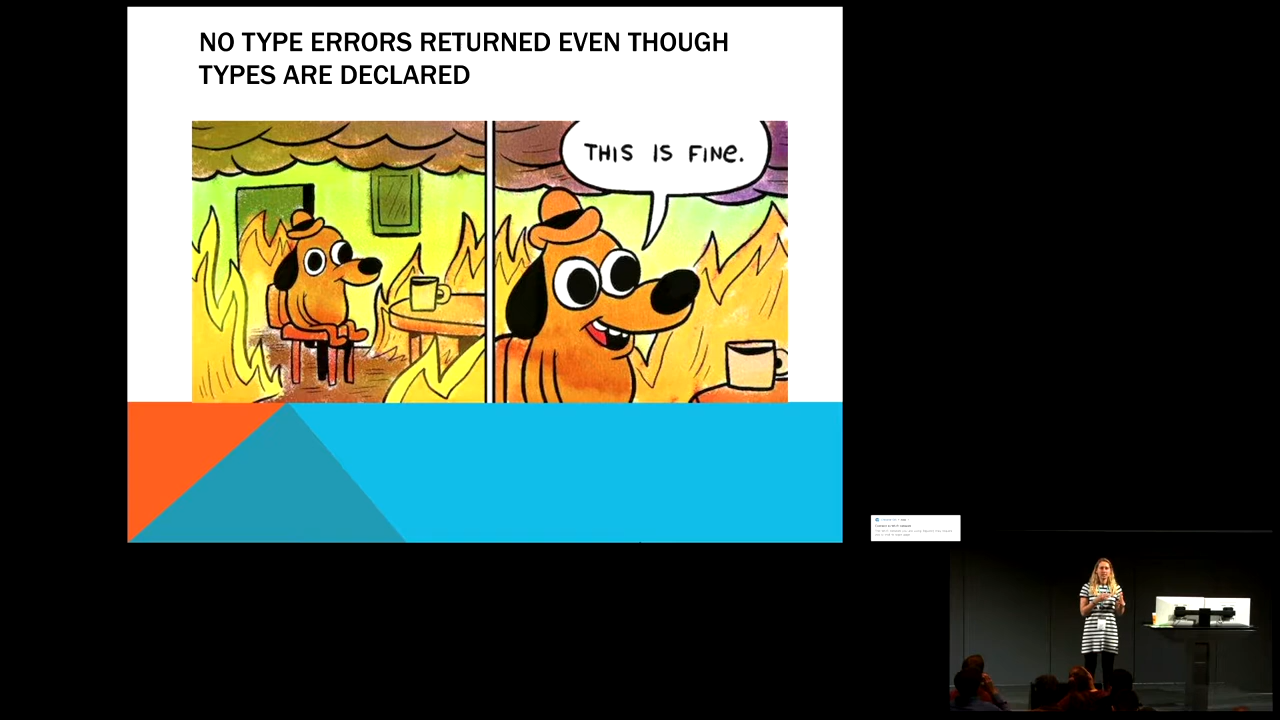 NO TYPE ERRORS RETURNED EVEN THOUGH
TYPES ARE DECLARED
THIS IS FINE.